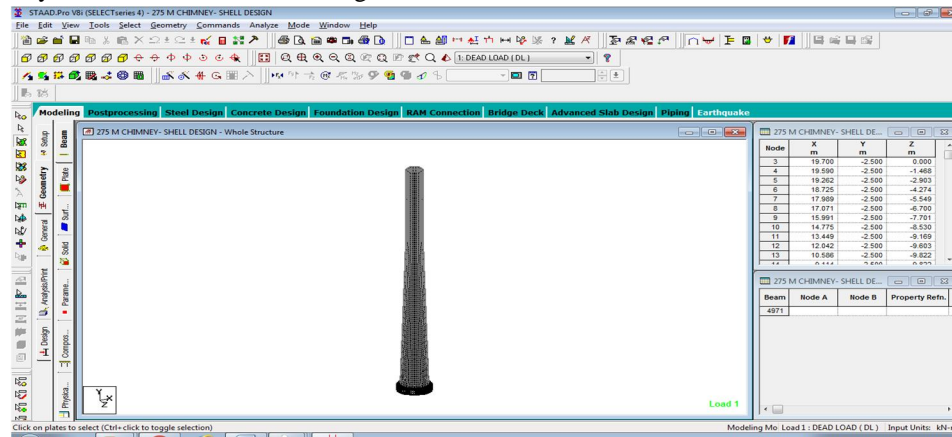 STAAD.Pro V8i (SELECTseries 4) - 275 M CHIMNEY- SHELL DESIGN
File Edit View Tools Select Geometry Commands Analyze Mode Window Help
1: DEAD LOAD ( DL )
Modeling Postprocessing Steel Design Concrete Design Foundation Design RAM Connection Bridge Deck Advanced Slab Design Piping Earthquake
Setup
Geometry
General
Analysis/Print
Design
Beam
Plate
Surf...
Solid
Parame...
Compos...
Physical...
275 M CHIMNEY- SHELL DESIGN - Whole Structure
Y
X
Z
Load 1
275 M CHIMNEY- SHELL DE...
Node X m Y m Z m
3 19.700 -2.500 0.000
4 19.590 -2.500 -1.468
5 19.262 -2.500 -2.903
6 18.725 -2.500 -4.274
7 17.989 -2.500 -5.549
8 17.071 -2.500 -6.700
9 15.991 -2.500 -7.701
10 14.775 -2.500 -8.530
11 13.449 -2.500 -9.169
12 12.042 -2.500 -9.603
13 10.586 -2.500 -9.822
275 M CHIMNEY- SHELL DE...
Beam Node A Node B Property Refn.
4971
Click on plates to select (Ctrl+click to toggle selection)
Modeling Mo Load 1 : DEAD LOAD ( DL ) Input Units: kN-